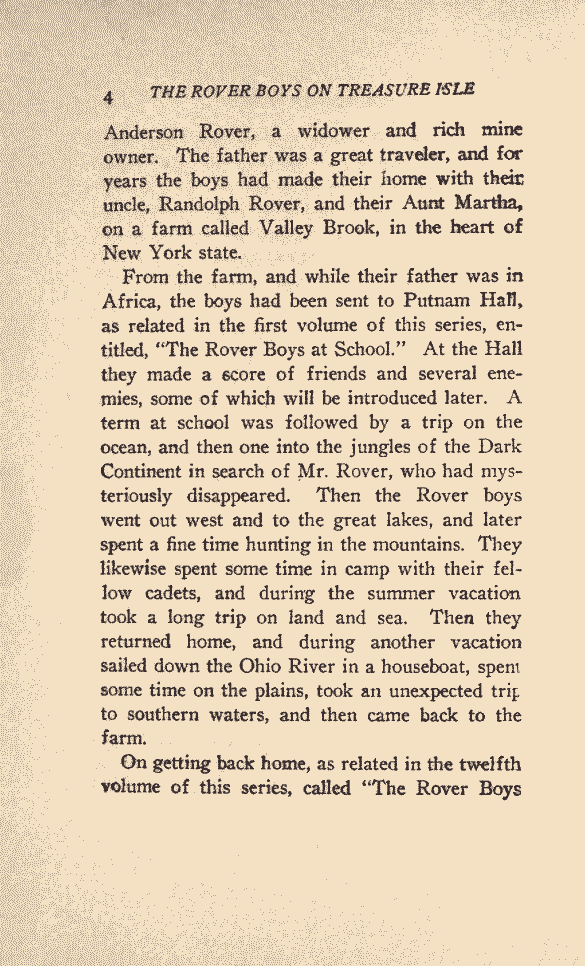 4 THE ROVER BOYS ON TREASURE ISLE
Anderson Rover, a widower and rich mine
owner. The father was a great traveler, and for
years the boys had made their home with their
uncle, Randolph Rover, and their Aunt Martha,
on a farm called Valley Brook, in the heart of
New York state.
From the farm, and while their father was in
Africa, the boys had been sent to Putnam Hall,
as related in the first volume of this series, en-
titled, “The Rover Boys at School.” At the Hall
they made a score of friends and several ene-
mies, some of which will be introduced later. A
term at school was followed by a trip on the
ocean, and then one into the jungles of the Dark
Continent in search of Mr. Rover, who had mys-
teriously disappeared. Then the Rover boys
went out west and to the great lakes, and later
spent a fine time hunting in the mountains. They
likewise spent some time in camp with their fel-
low cadets, and during the summer vacation
took a long trip on land and sea. Then they
returned home, and during another vacation
sailed down the Ohio River in a houseboat, spent
some time on the plains, took an unexpected trip
to southern waters, and then came back to the
farm.
On getting back home, as related in the twelfth
volume of this series, called “The Rover Boys